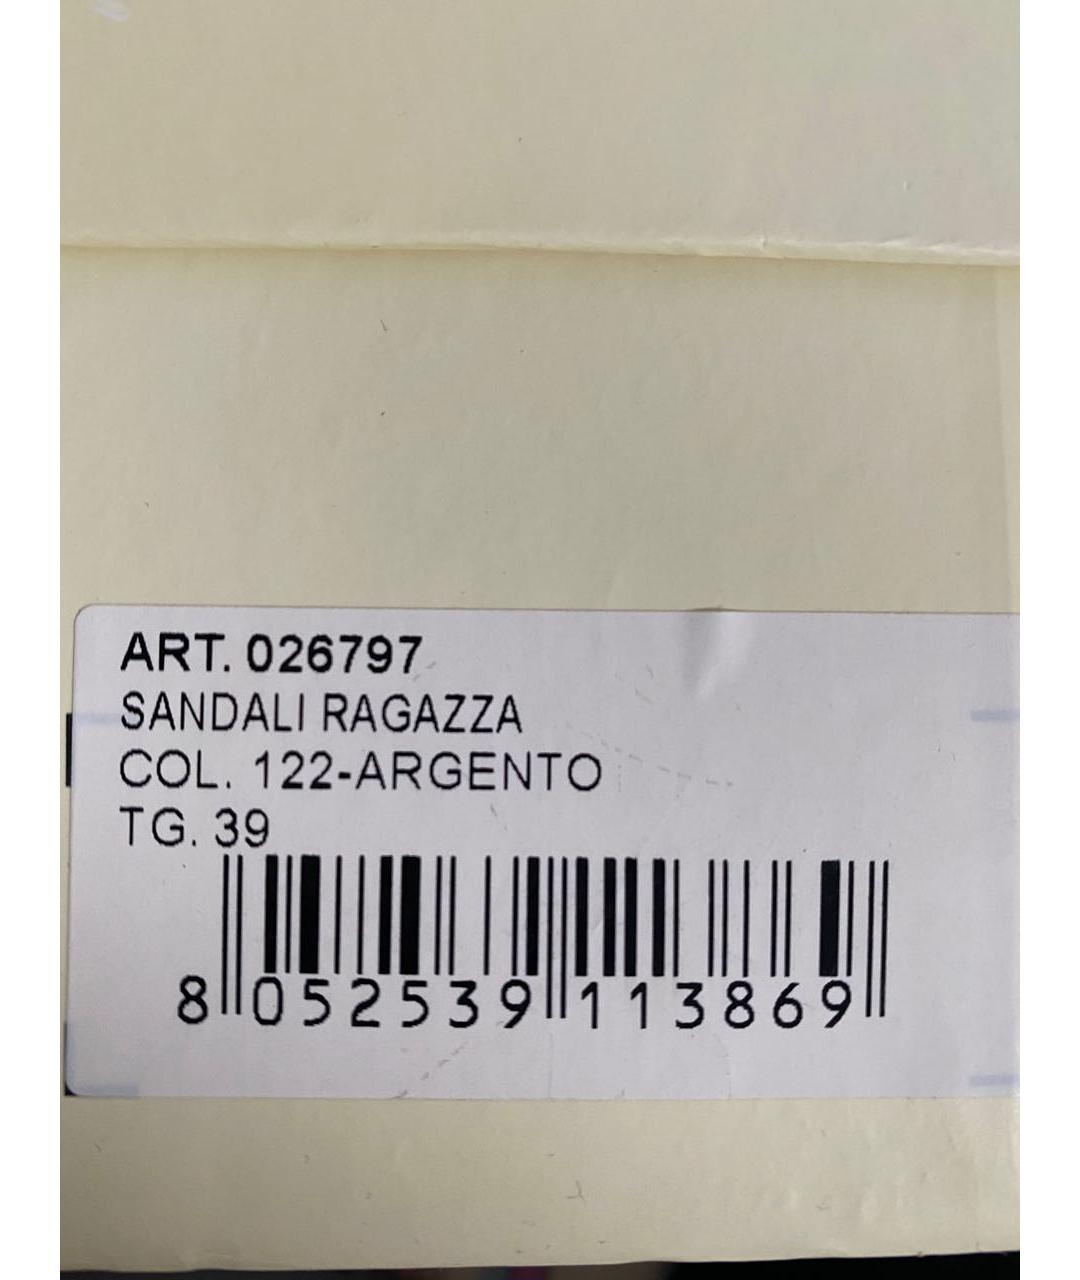 ART. 026797
SANDALI RAGAZZA
COL. 122-ARGENTO
TG. 39
8 052539 113869